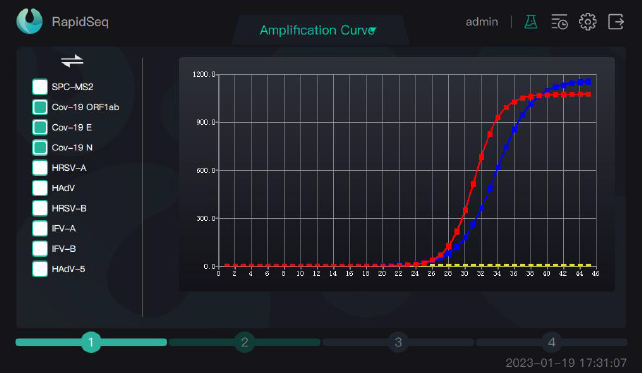 RapidSeq
Amplification Curve
admin
SPC-MS2
Cov-19 ORF1ab
Cov-19 E
Cov-19 N
HRSV-A
HAdV
HRSV-B
IFV-A
IFV-B
HAdV-5
1200.0
900.0
600.0
300.0
0.0
0 2 4 6 8 10 12 14 16 18 20 22 24 26 28 30 32 34 36 38 40 42 44 46
1 2 3 4
2023-01-19 17:31:07